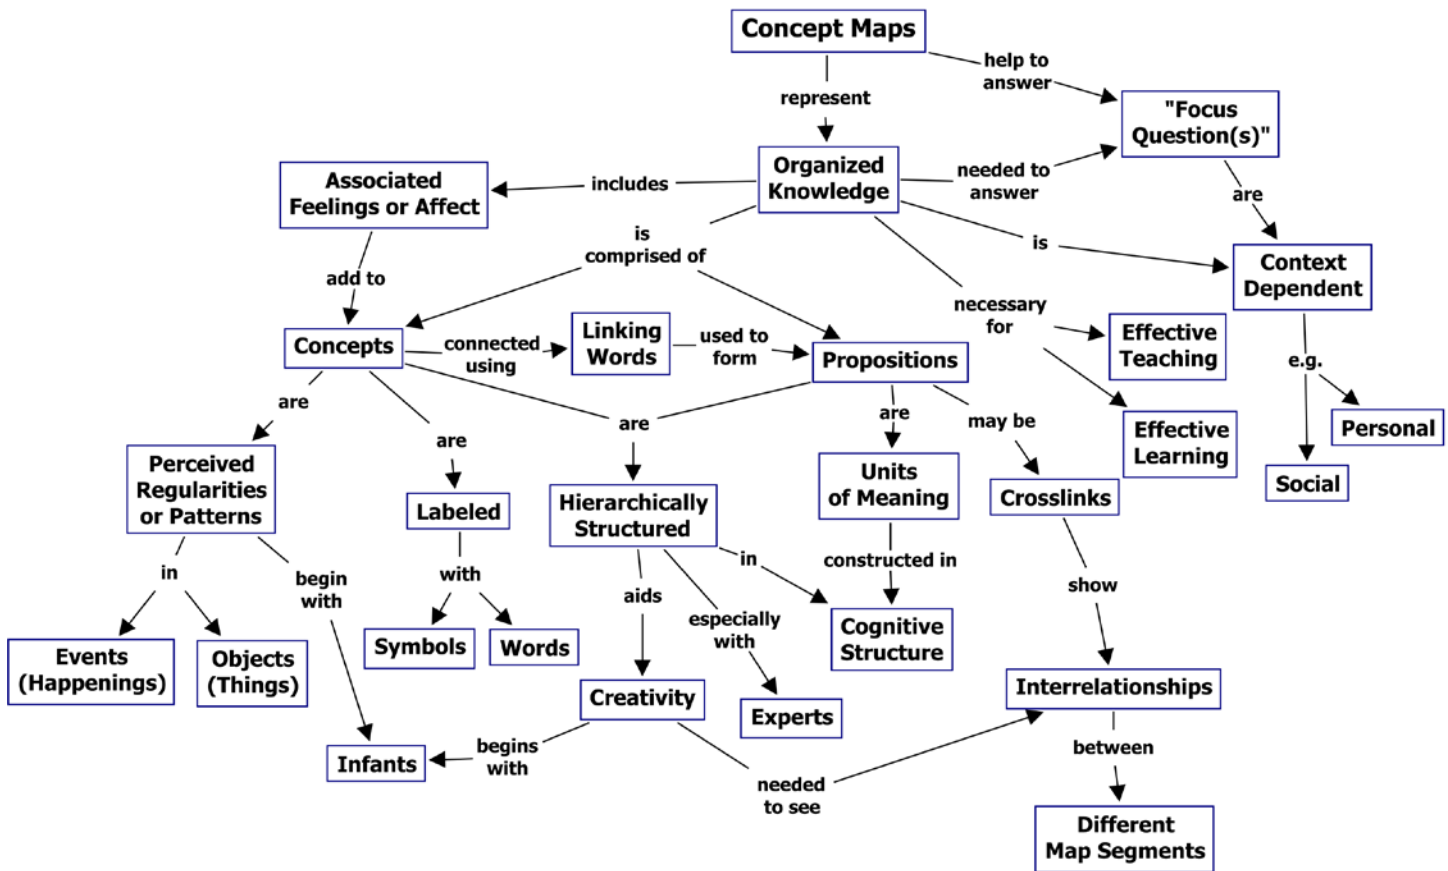 Concept Maps
help to
answer
represent
"Focus
Question(s)"
Organized
Knowledge
needed to
answer
Associated
Feelings or Affect
includes
are
is
comprised of
is
Context
Dependent
add to
necessary
for
Concepts
connected
using
Linking
Words
used to
form
Propositions
Effective
Teaching
e.g.
are
are
are
are
may be
Effective
Learning
Personal
Perceived
Regularities
or Patterns
Labeled
Hierarchically
Structured
Units
of Meaning
Crosslinks
Social
in
begin
with
with
aids
especially
with
in
constructed in
show
Events
(Happenings)
Objects
(Things)
Symbols
Words
Cognitive
Structure
Creativity
Experts
Interrelationships
Infants
begins
with
needed
to see
between
Different
Map Segments